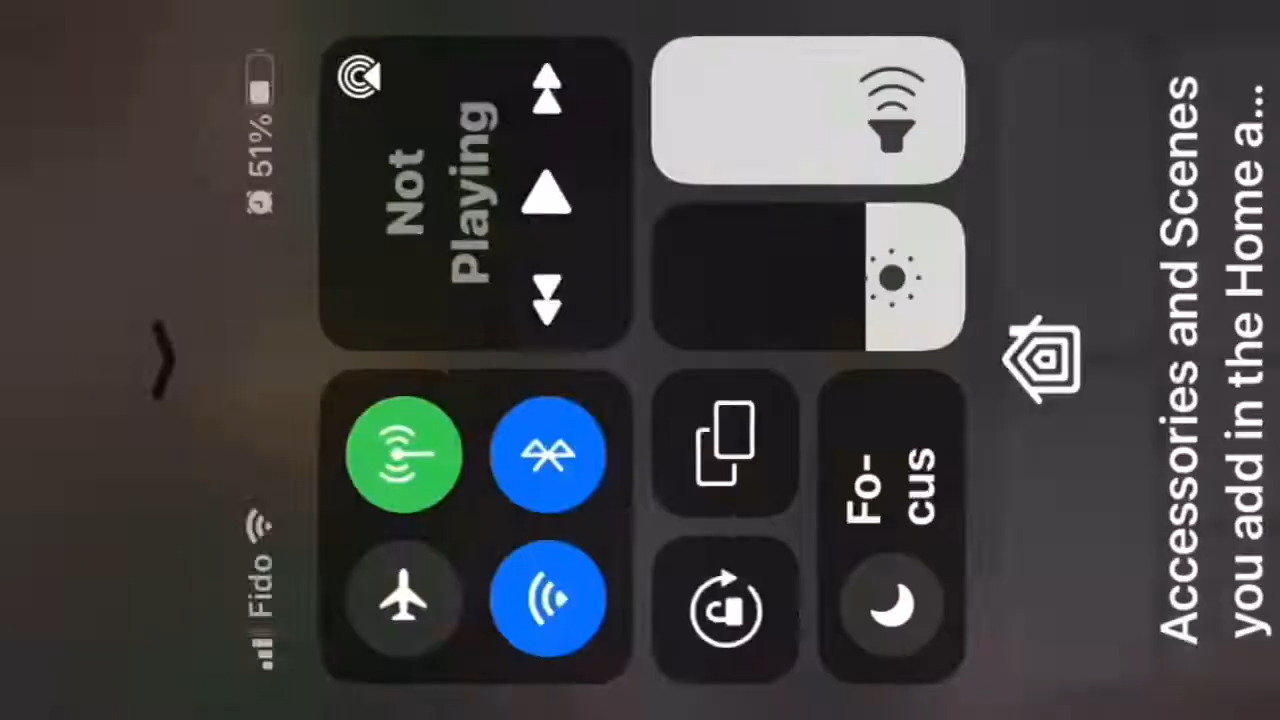 Fido
51%
Not
Playing
Fo-
cus
Accessories and Scenes
you add in the Home a...